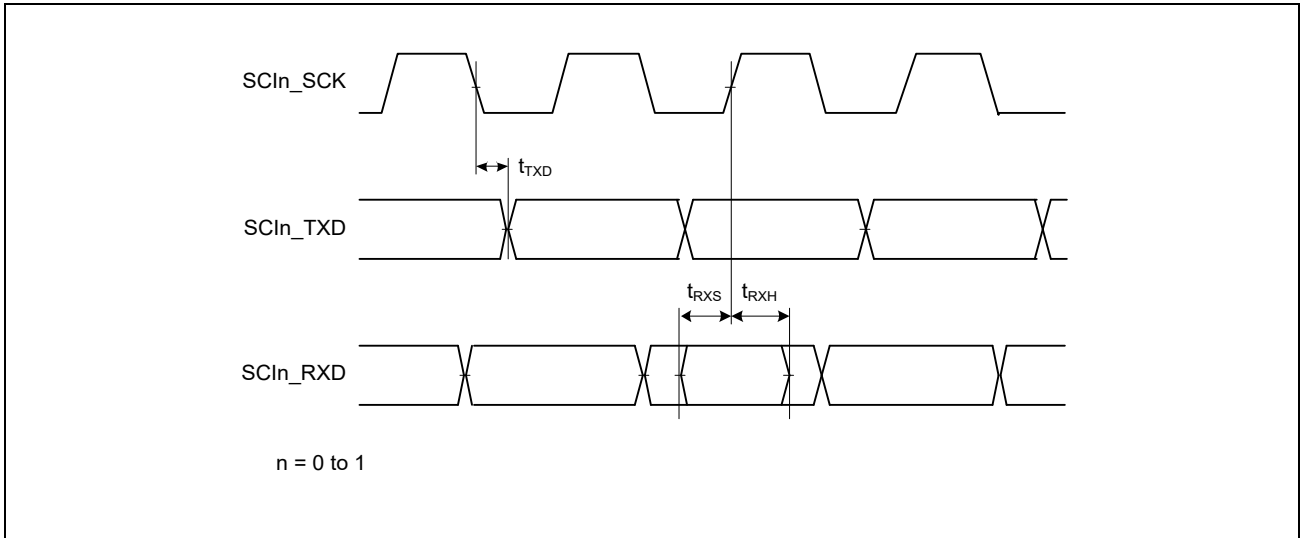 SCIn_SCK
tTXD
SCIn_TXD
tRXS tRXH
SCIn_RXD
n = 0 to 1